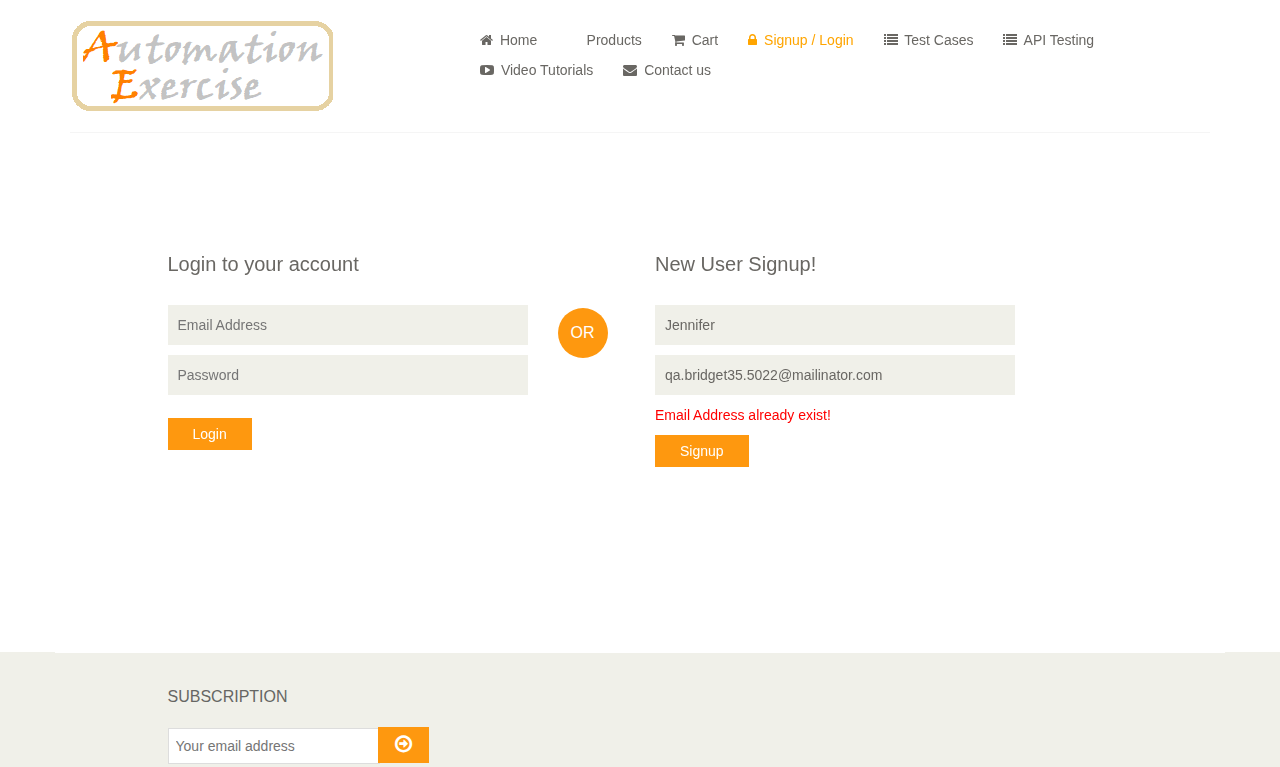 Automation
Exercise
Home Products Cart Signup / Login Test Cases API Testing
Video Tutorials Contact us
Login to your account
Email Address
Password
Login
OR
New User Signup!
Jennifer
qa.bridget35.5022@mailinator.com
Email Address already exist!
Signup
SUBSCRIPTION
Your email address